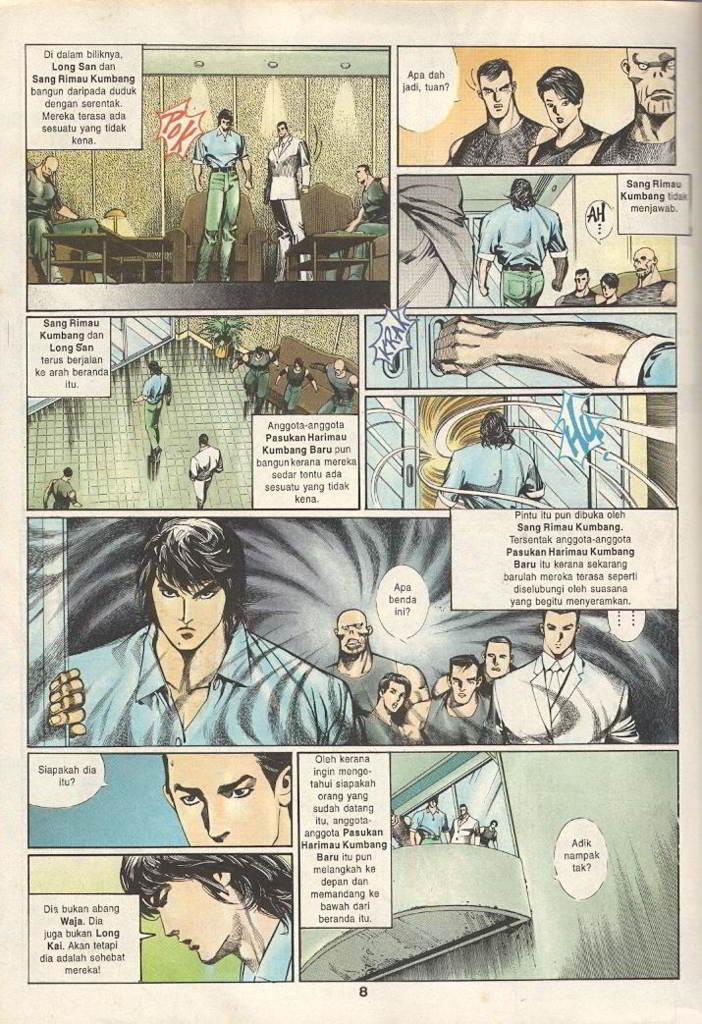 Di dalam biliknya,
Long San dan
Sang Rimau Kumbang
bangun daripada duduk
dengan serentak.
Mereka terasa ada
sesuatu yang tidak
kena.
POK
Apa dah
jadi, tuan?
Sang Rimau
Kumbang tidak
menjawab.
AH
...
Sang Rimau
Kumbang dan
Long San
terus berjalan
ke arah beranda
itu.
Anggota-anggota
Pasukan Harimau
Kumbang Baru pun
bangun kerana mereka
sedar tentu ada
sesuatu yang tidak
kena.
KRAK
HU
Pintu itu pun dibuka oleh
Sang Rimau Kumbang.
Tersentak anggota-anggota
Pasukan Harimau Kumbang
Baru itu kerana sekarang
barulah mereka terasa seperti
diselubungi oleh suasana
yang begitu menyeramkan.
Apa
benda
ini?
...
Siapakah dia
itu?
Dia bukan abang
Waja. Dia
juga bukan Long
Kai. Akan tetapi
dia adalah sehebat
mereka!
Oleh kerana
ingin menge-
tahui siapakah
orang yang
sudah datang
itu, anggota-
anggota Pasukan
Harimau Kumbang
Baru itu pun
melangkah ke
depan dan
memandang ke
bawah dari
beranda itu.
Adik
nampak
tak?
8